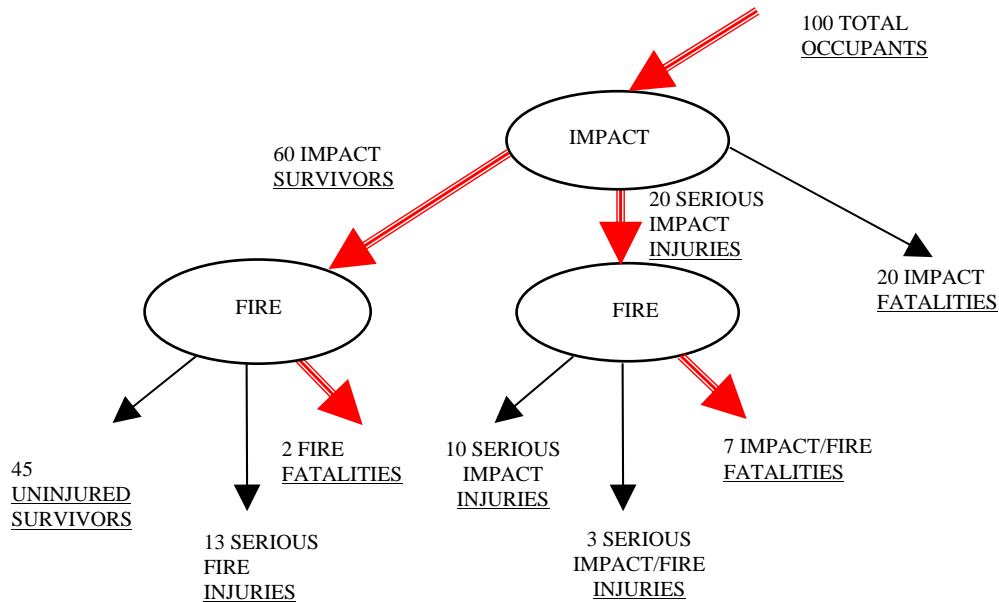 100 TOTAL
OCCUPANTS
IMPACT
60 IMPACT
SURVIVORS
20 SERIOUS
IMPACT
INJURIES
20 IMPACT
FATALITIES
FIRE
FIRE
45
UNINJURED
SURVIVORS
13 SERIOUS
FIRE
INJURIES
2 FIRE
FATALITIES
10 SERIOUS
IMPACT
INJURIES
3 SERIOUS
IMPACT/FIRE
INJURIES
7 IMPACT/FIRE
FATALITIES